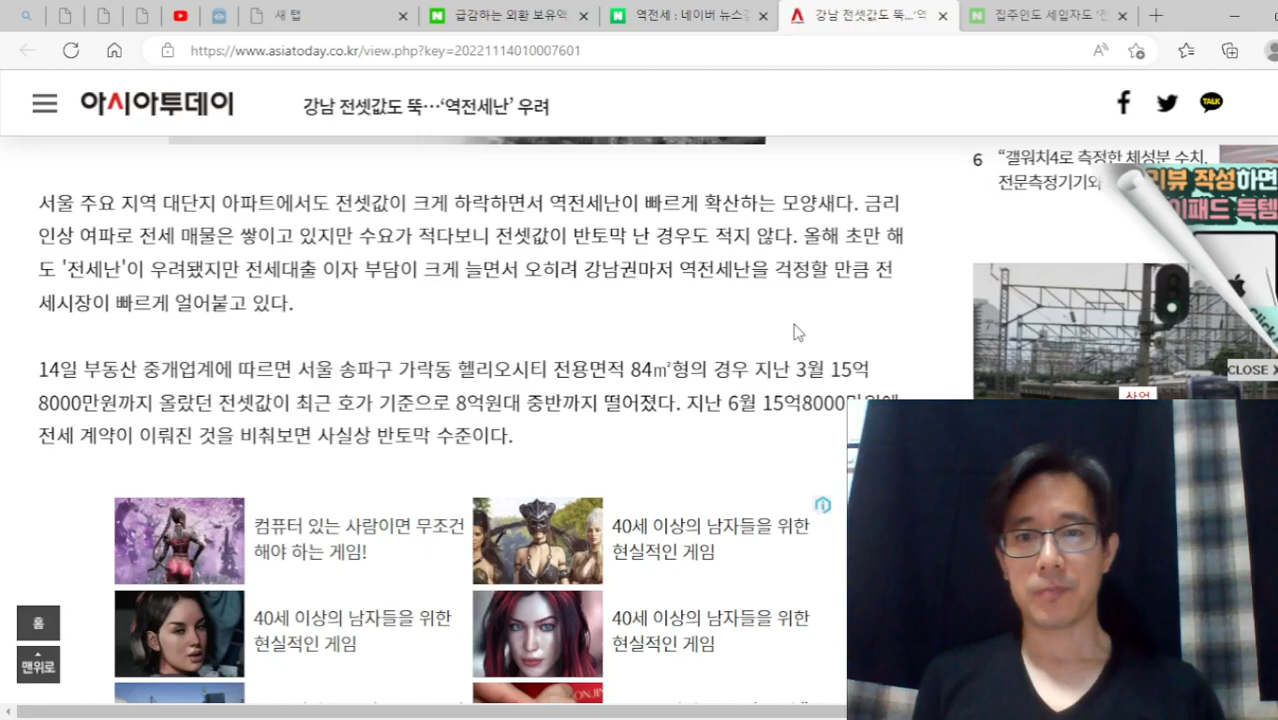 새 탭
급감하는 외환 보유액
역전세 : 네이버 뉴스검
강남 전셋값도 뚝...'역
집주인도 세입자도 '전
https://www.asiatoday.co.kr/view.php?key=20221114010007601
아시아투데이
강남 전셋값도 뚝…‘역전세난’ 우려
TALK
서울 주요 지역 대단지 아파트에서도 전셋값이 크게 하락하면서 역전세난이 빠르게 확산하는 모양새다. 금리
인상 여파로 전세 매물은 쌓이고 있지만 수요가 적다보니 전셋값이 반토막 난 경우도 적지 않다. 올해 초만 해
도 '전세난'이 우려됐지만 전세대출 이자 부담이 크게 늘면서 오히려 강남권마저 역전세난을 걱정할 만큼 전
세시장이 빠르게 얼어붙고 있다.
14일 부동산 중개업계에 따르면 서울 송파구 가락동 헬리오시티 전용면적 84㎡형의 경우 지난 3월 15억
8000만원까지 올랐던 전셋값이 최근 호가 기준으로 8억원대 중반까지 떨어졌다. 지난 6월 15억8000만원에
전세 계약이 이뤄진 것을 비춰보면 사실상 반토막 수준이다.
컴퓨터 있는 사람이면 무조건
해야 하는 게임!
40세 이상의 남자들을 위한
현실적인 게임
40세 이상의 남자들을 위한
현실적인 게임
40세 이상의 남자들을 위한
현실적인 게임
홈
맨위로
6 “갤워치4로 측정한 체성분 수치,
전문측정기기와
리뷰 작성하면
이패드 득템
CLOSE X